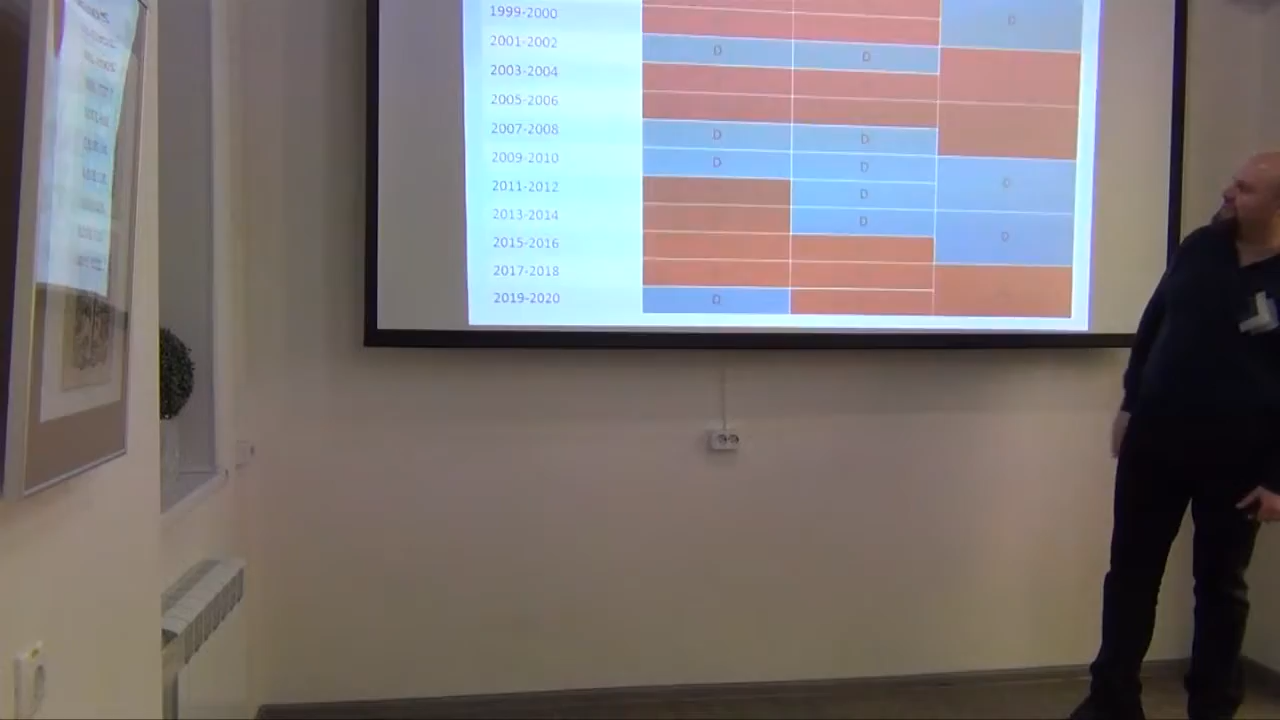 1999-2000 D
2001-2002 D D
2003-2004
2005-2006
2007-2008 D D
2009-2010 D D D
2011-2012 D
2013-2014 D D
2015-2016
2017-2018
2019-2020 D